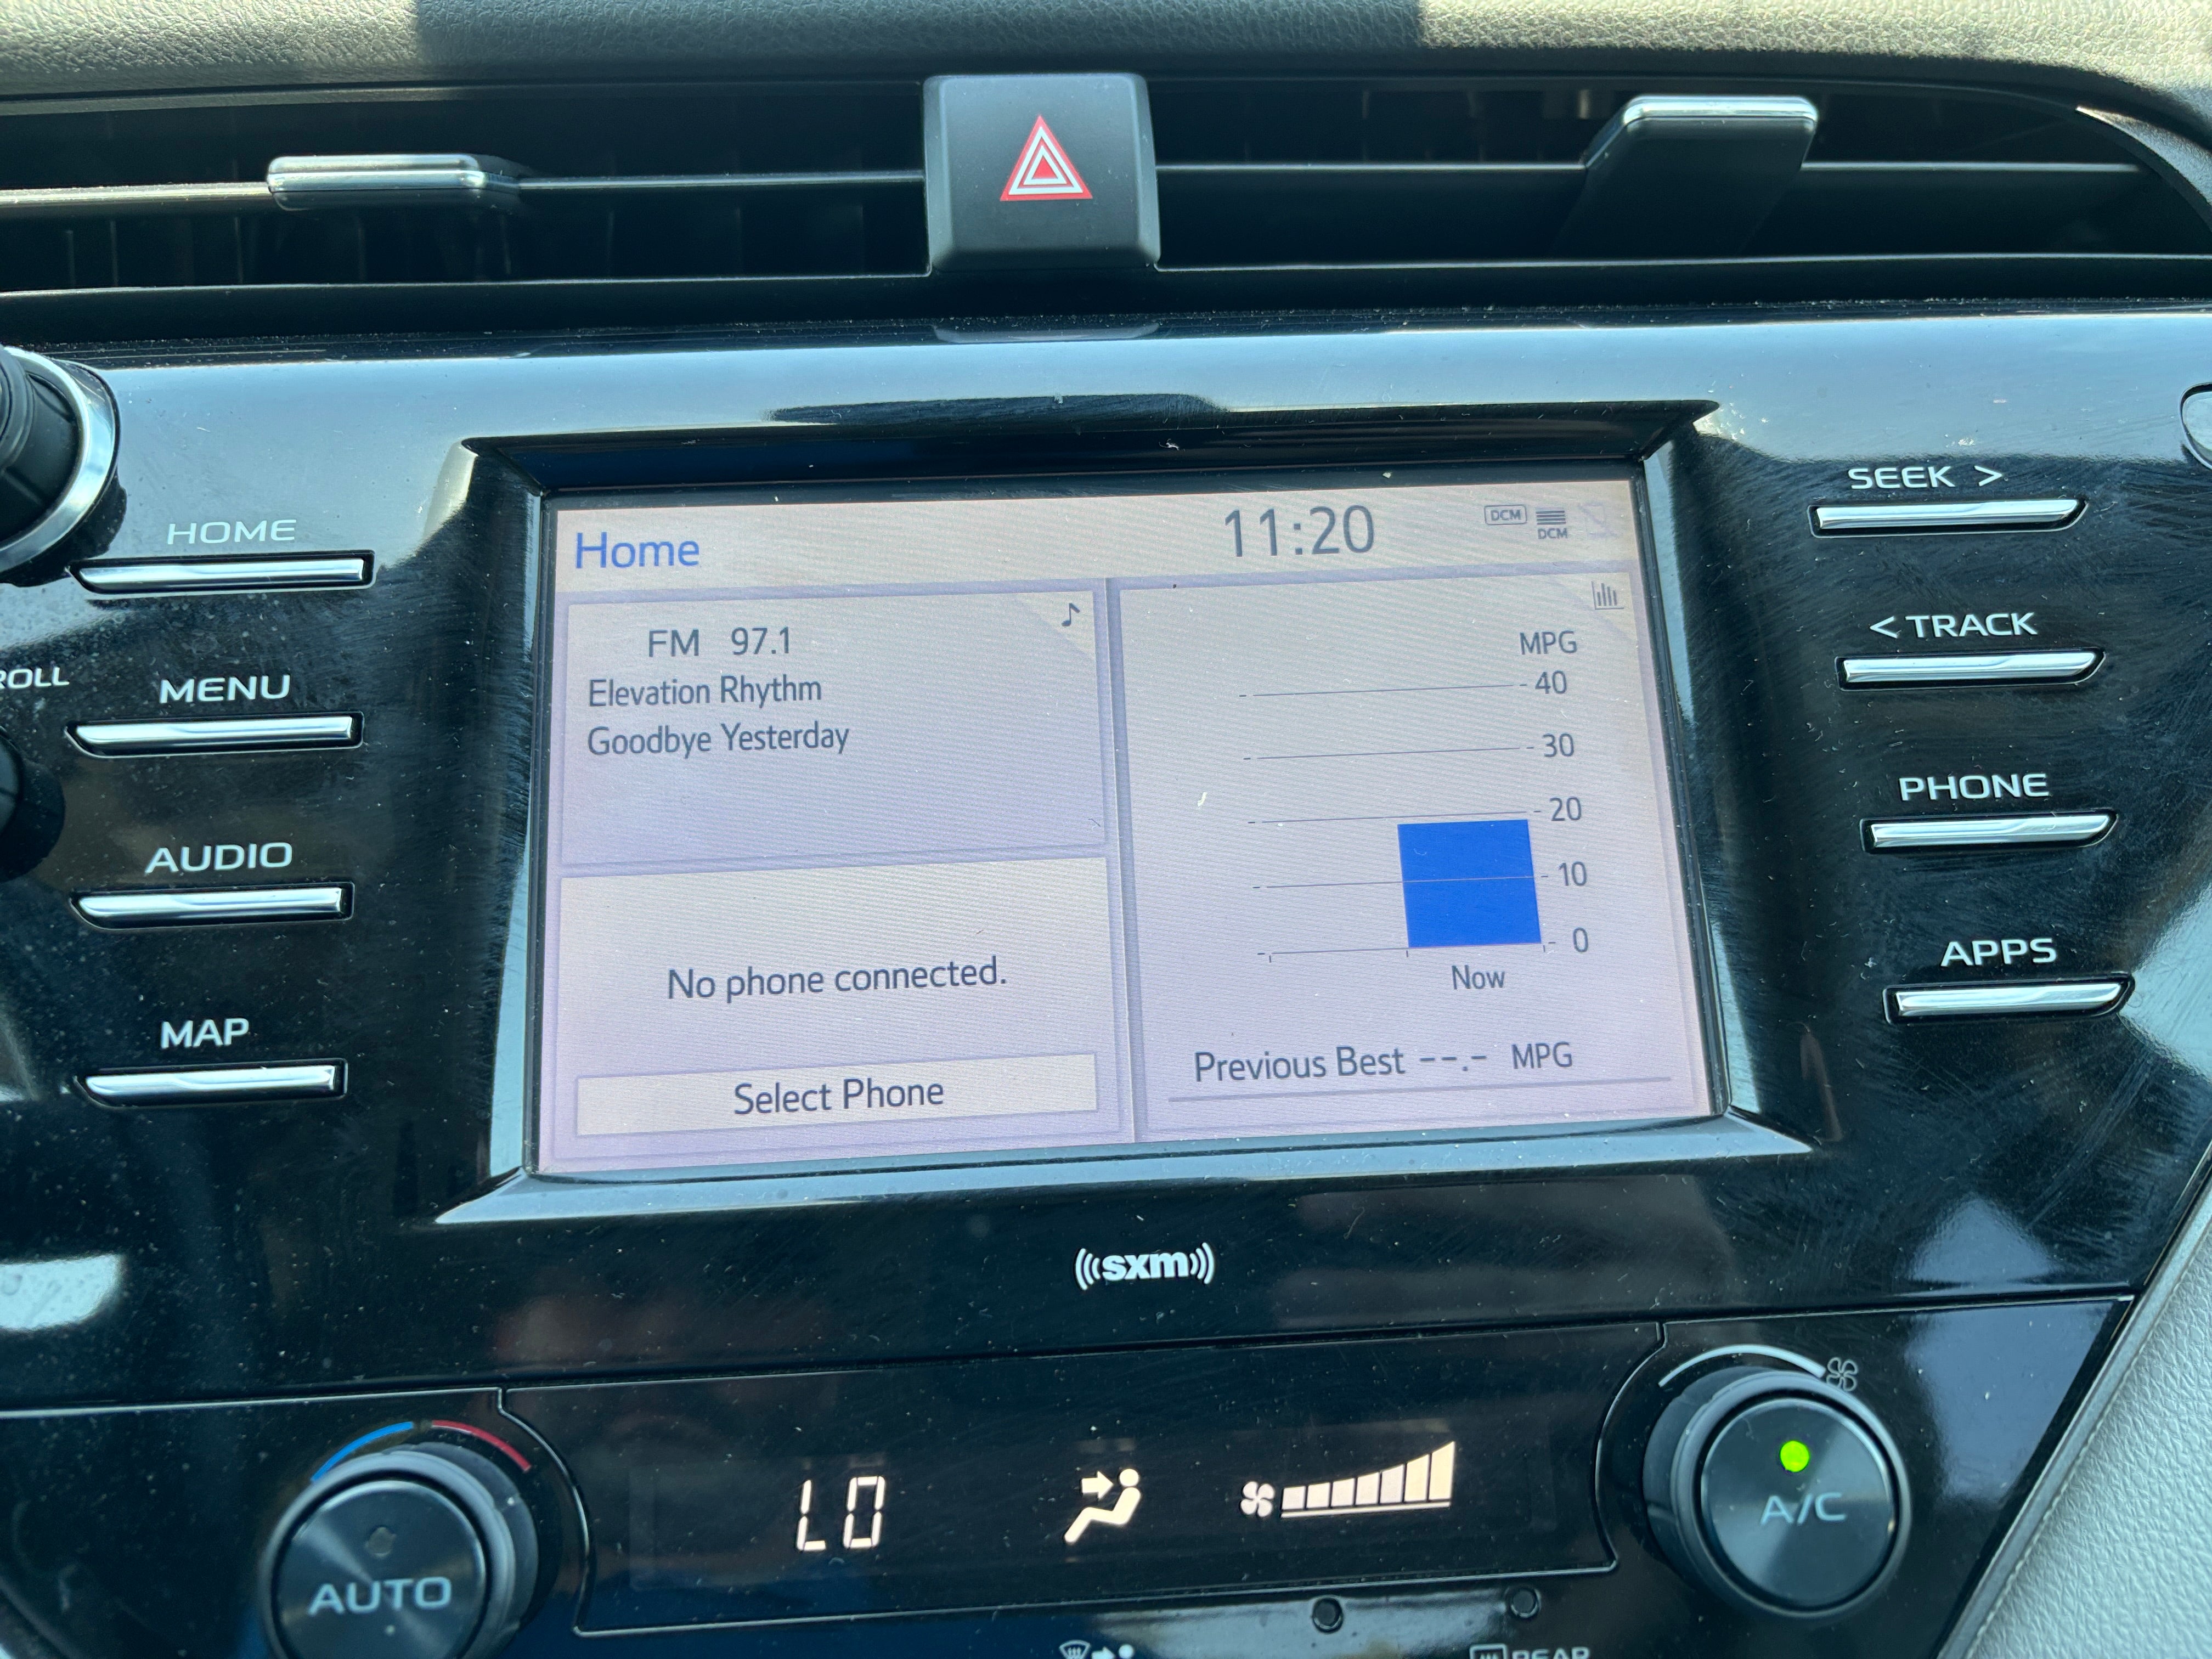 HOME
ROLL
MENU
AUDIO
MAP
Home
11:20
DCM
DCM
FM 97.1
Elevation Rhythm
Goodbye Yesterday
No phone connected.
Select Phone
MPG
40
30
20
10
0
Now
Previous Best --.- MPG
SEEK >
< TRACK
PHONE
APPS
((sxm))
AUTO
LO
A/C
REAR